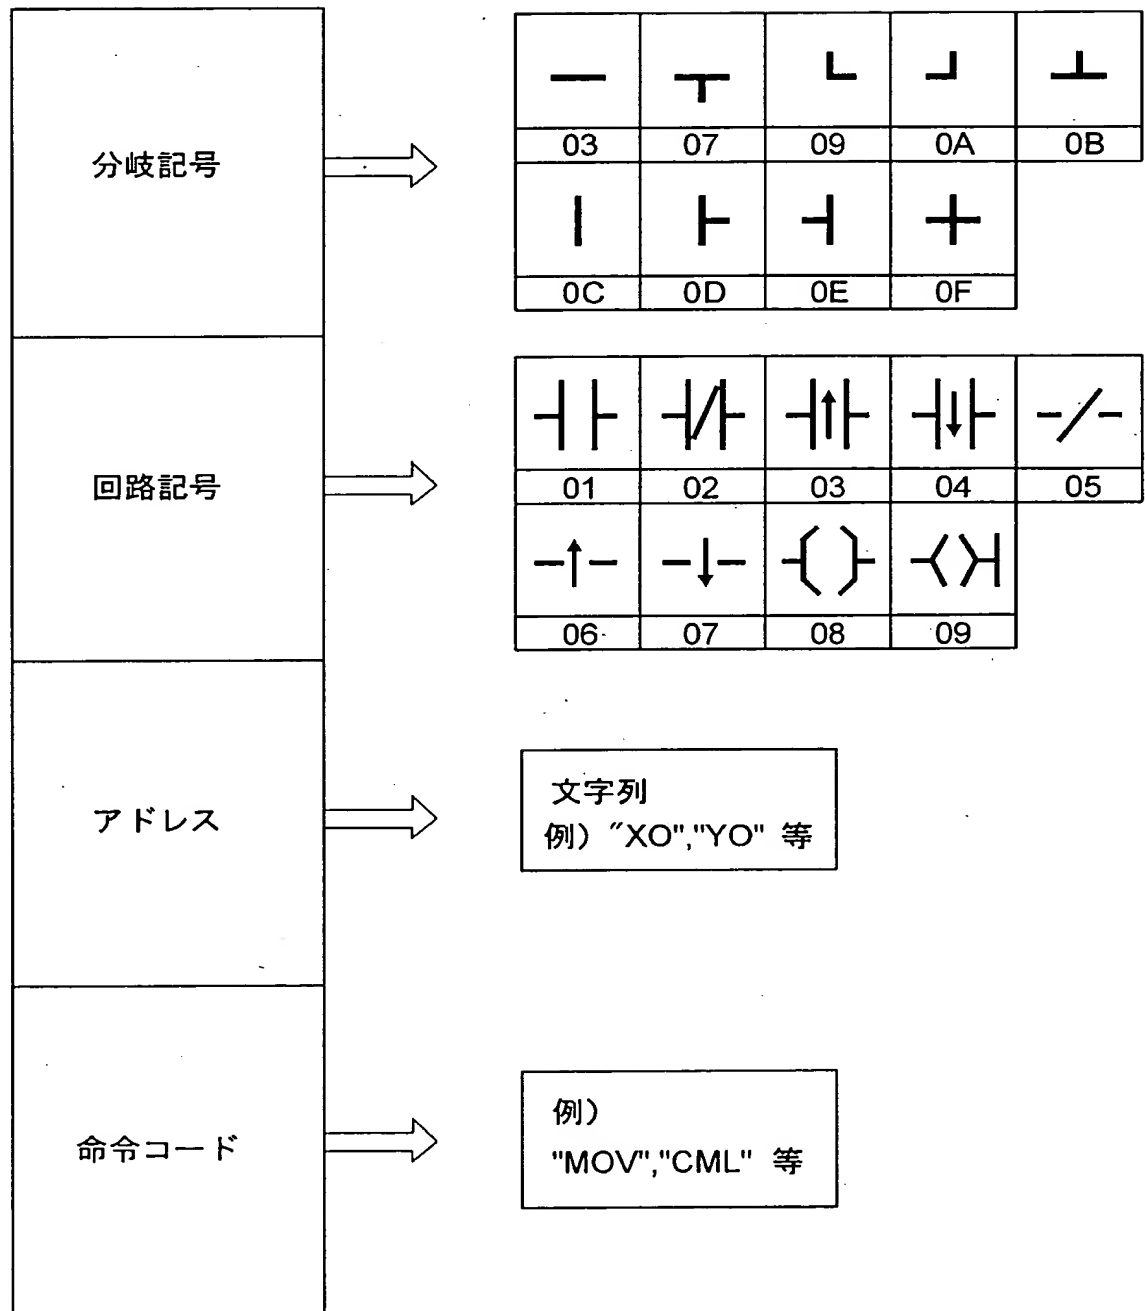 分岐記号
03 07 09 0A 0B
0C 0D 0E 0F
回路記号
01 02 03 04 05
06 07 08 09
アドレス
文字列
例) "XO","YO" 等
命令コード
例)
"MOV","CML" 等